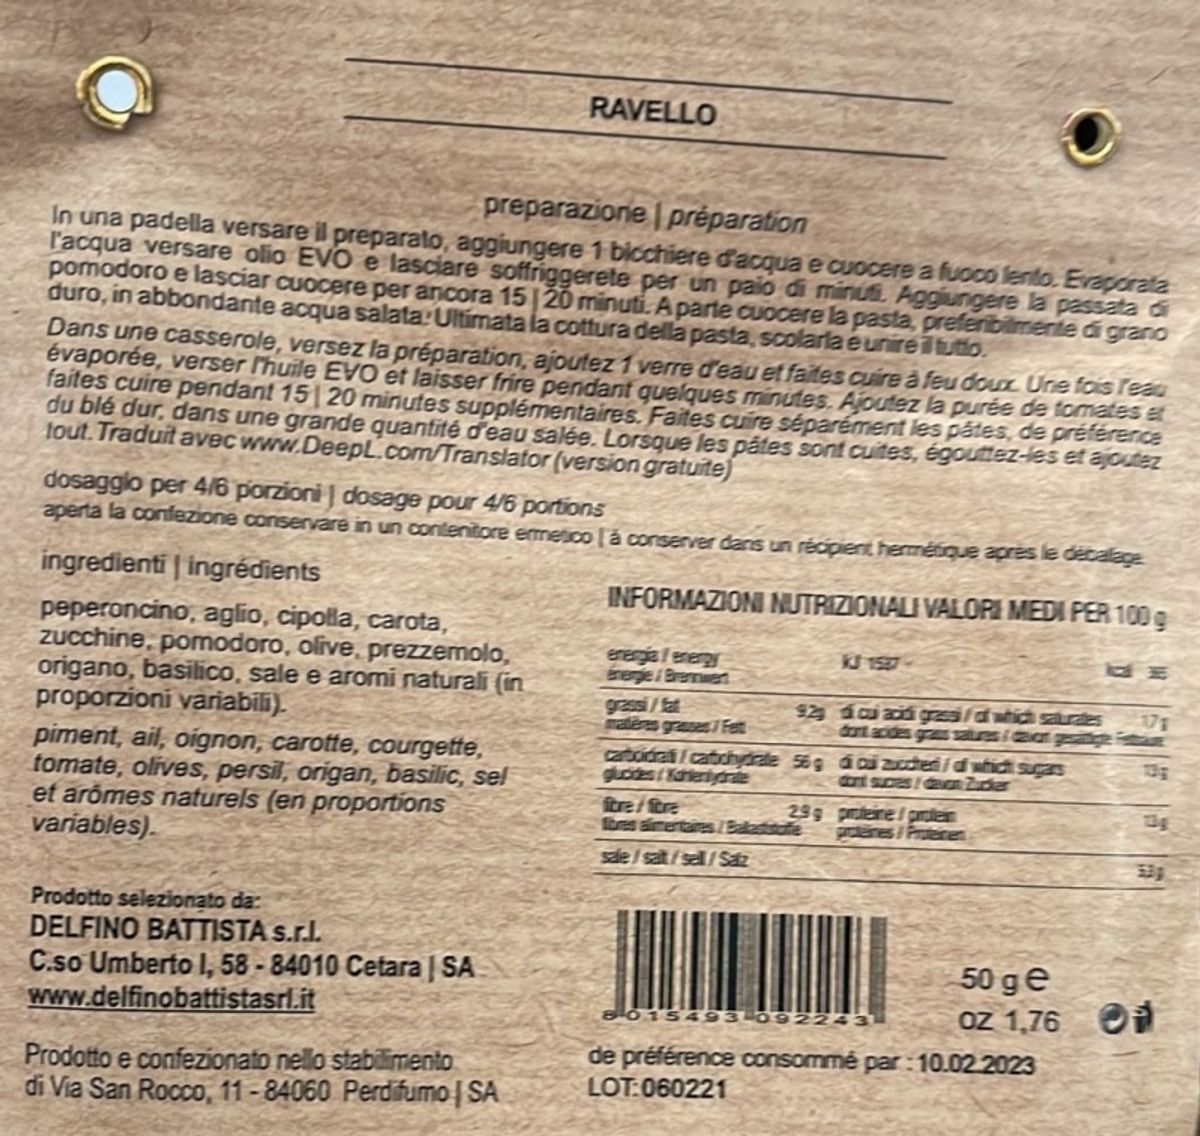 RAVELLO
preparazione | préparation
In una padella versare il preparato, aggiungere 1 bicchiere d'acqua e cuocere a fuoco lento. Evaporata
l'acqua versare olio EVO e lasciare soffriggerete per un paio di minuti. Aggiungere la passata di
pomodoro e lasciar cuocere per ancora 15 | 20 minuti. A parte cuocere la pasta, preferibilmente di grano
duro, in abbondante acqua salata. Ultimata la cottura della pasta, scolarla e unire il tutto.
Dans une casserole, versez la préparation, ajoutez 1 verre d'eau et faites cuire à feu doux. Une fois l'eau
évaporée, verser l'huile EVO et laisser frire pendant quelques minutes. Ajoutez la purée de tomates et
faites cuire pendant 15 | 20 minutes supplémentaires. Faites cuire séparément les pâtes, de préférence
du blé dur, dans une grande quantité d'eau salée. Lorsque les pâtes sont cuites, égouttez-les et ajoutez
tout. Traduit avec www.DeepL.com/Translator (version gratuite)
dosaggio per 4/6 porzioni | dosage pour 4/6 portions
aperta la confezione conservare in un contenitore ermetico | à conserver dans un récipient hermétique après le déballage.
ingredienti | ingrédients
peperoncino, aglio, cipolla, carota,
zucchine, pomodoro, olive, prezzemolo,
origano, basilico, sale e aromi naturali (in
proporzioni variabili).
piment, ail, oignon, carotte, courgette,
tomate, olives, persil, origan, basilic, sel
et arômes naturels (en proportions
variables).
INFORMAZIONI NUTRIZIONALI VALORI MEDI PER 100 g
energia / energy kJ 1537 kcal
énergie / Brennwert
grassi / fat 9,2g di cui acidi grassi / of which saturates
matières grasses / Fett dont acides gras saturés / davon gesättigte
carboidrati / carbohydrate 56 g di cui zuccheri / of which sugars 13 g
glucides / dont sucres / davon Zucker
fibre / fibre 2,9 g proteine / protein
fibres alimentaires / Ballaststoffe protéines / Proteinen
sale / salt / sell / Salz
Prodotto selezionato da:
DELFINO BATTISTA s.r.l.
C.so Umberto I, 58 - 84010 Cetara | SA
www.delfinobattistasrl.it
Prodotto e confezionato nello stabilimento
di Via San Rocco, 11 - 84060 Perdifumo | SA
8 015493 092243
50 g e
oz 1,76
de préférence consommé par : 10.02.2023
LOT: 060221